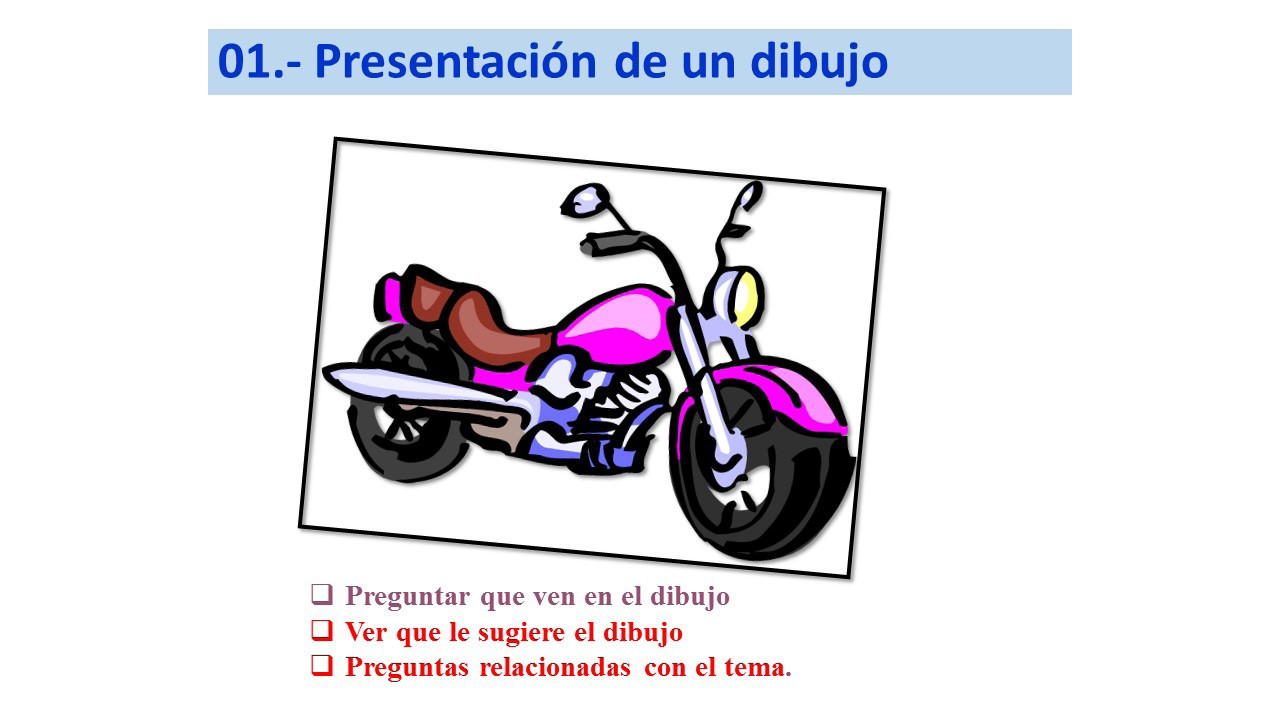 01.- Presentación de un dibujo
Preguntar que ven en el dibujo
Ver que le sugiere el dibujo
Preguntas relacionadas con el tema.